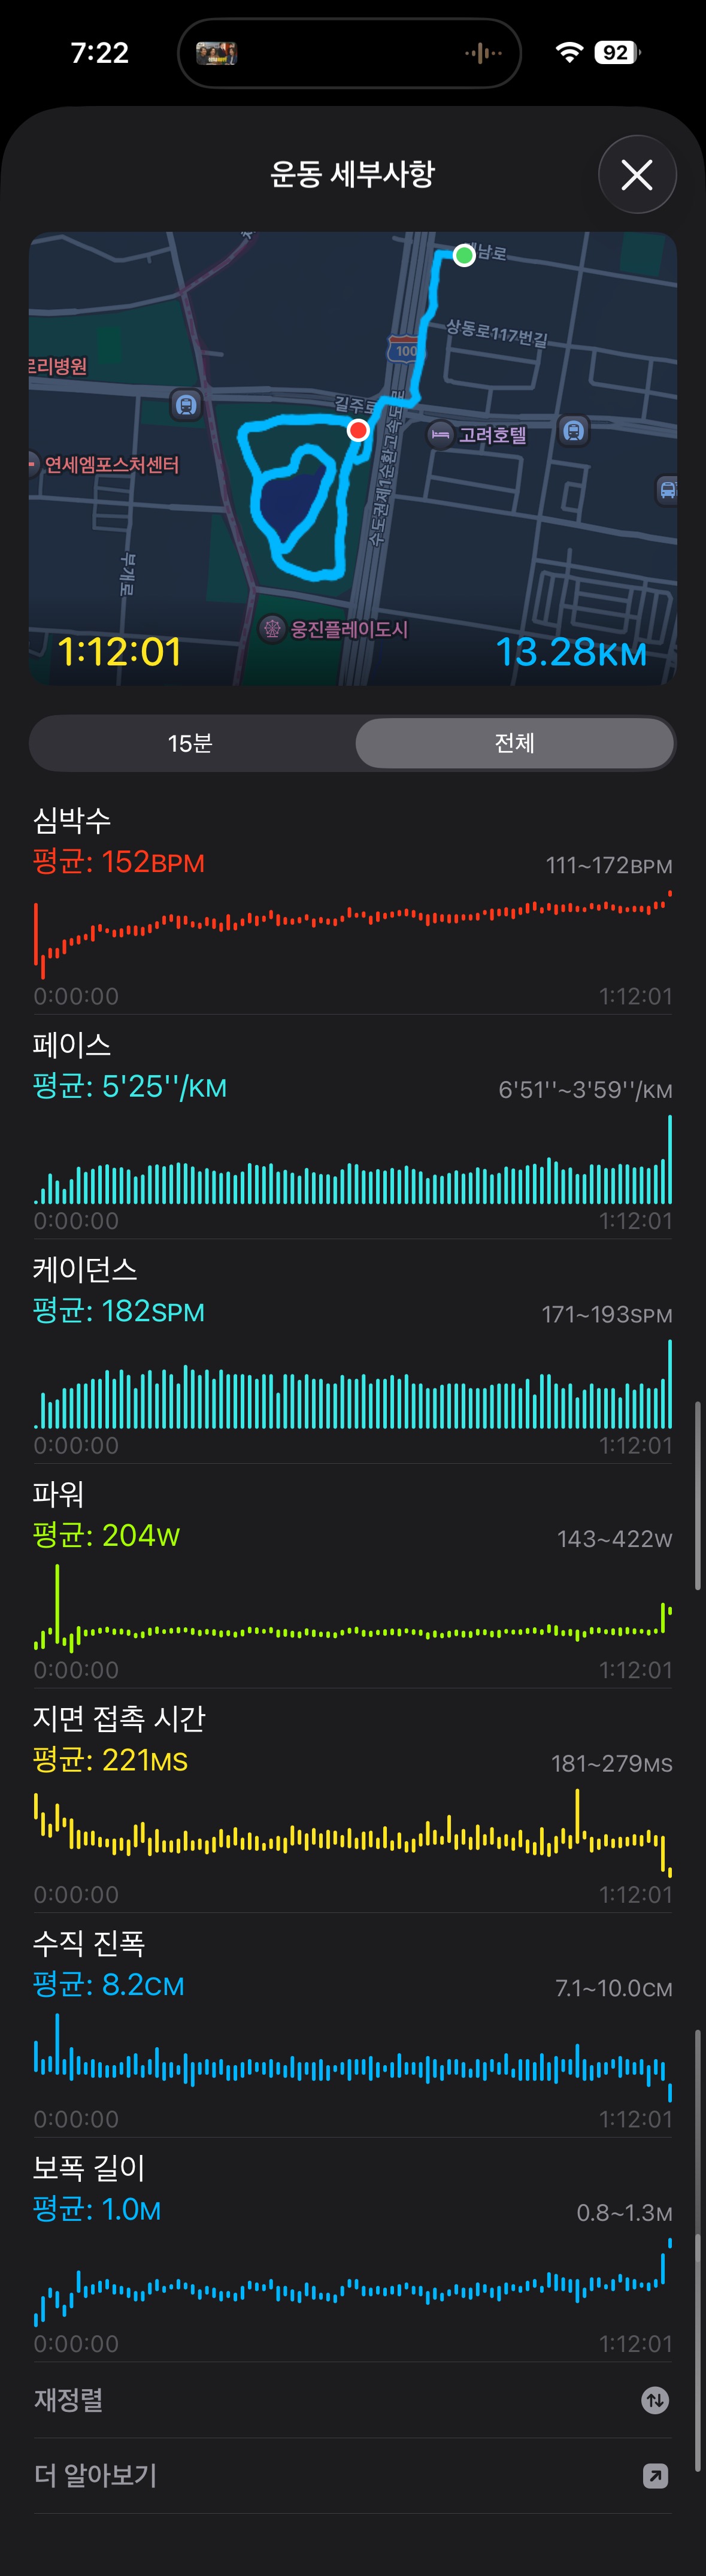 7:22
92
운동 세부사항
상동로117번길
100
길주로
고려호텔
연세엠포스처센터
수도권제1순환고속도로
부개로
웅진플레이도시
1:12:01
13.28KM
15분
전체
심박수
평균: 152BPM
111~172BPM
0:00:00
1:12:01
페이스
평균: 5'25''/KM
6'51''~3'59''/KM
0:00:00
1:12:01
케이던스
평균: 182SPM
171~193SPM
0:00:00
1:12:01
파워
평균: 204W
143~422W
0:00:00
1:12:01
지면 접촉 시간
평균: 221MS
181~279MS
0:00:00
1:12:01
수직 진폭
평균: 8.2CM
7.1~10.0CM
0:00:00
1:12:01
보폭 길이
평균: 1.0M
0.8~1.3M
0:00:00
1:12:01
재정렬
더 알아보기